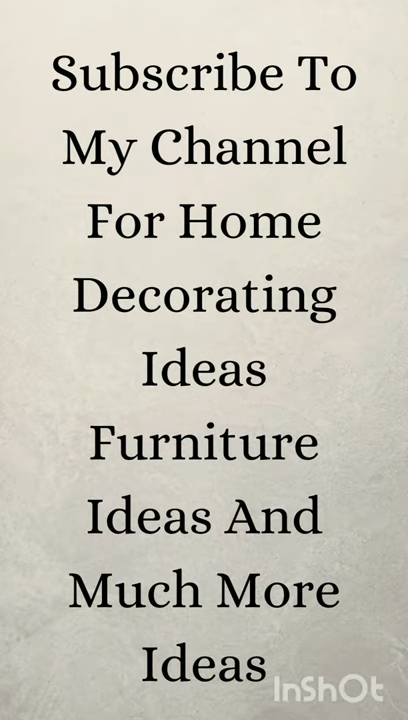 Subscribe To
My Channel
For Home
Decorating
Ideas
Furniture
Ideas And
Much More
Ideas
InShOt